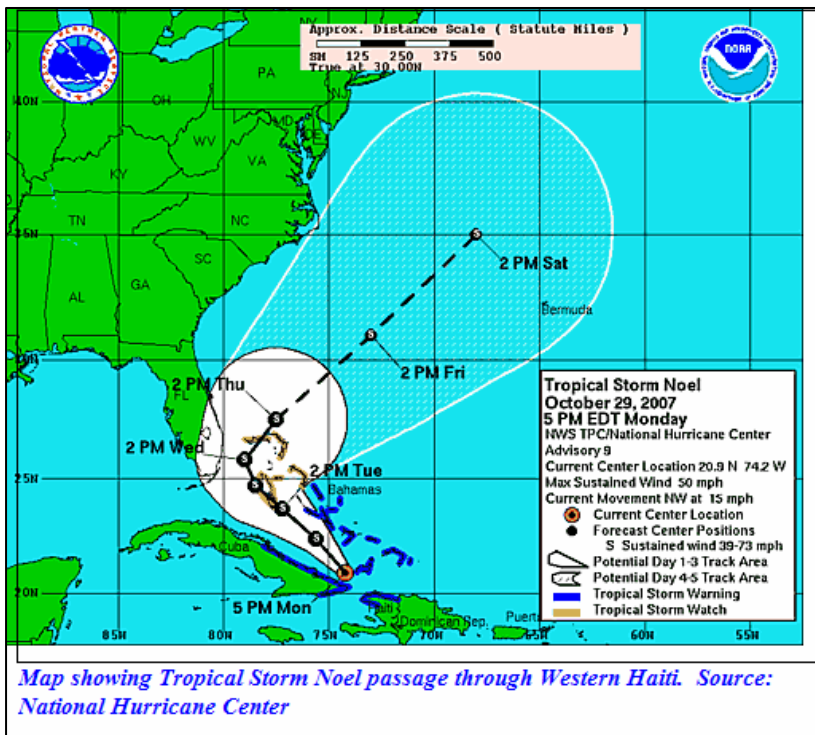 Approx. Distance Scale ( Statute Miles )
SM 125 250 375 500
True at 30.00N
NOAA
NY
PA
NJ
OH
MD
DE
WV
VA
KY
40N
TN
NC
35N
SC
2 PM Sat
AL
GA
Bermuda
30N
2 PM Fri
2 PM Thu
FL
2 PM Wed
2 PM Tue
25N
Bahamas
Cuba
20N
5 PM Mon
Haiti
Dominican Rep.
Puert
85W
80W
75W
70W
65W
60W
55W
Tropical Storm Noel
October 29, 2007
5 PM EDT Monday
NWS TPC/National Hurricane Center
Advisory 9
Current Center Location 20.9 N 74.2 W
Max Sustained Wind 50 mph
Current Movement NW at 15 mph
Current Center Location
Forecast Center Positions
S Sustained wind 39-73 mph
Potential Day 1-3 Track Area
Potential Day 4-5 Track Area
Tropical Storm Warning
Tropical Storm Watch
Map showing Tropical Storm Noel passage through Western Haiti. Source:
National Hurricane Center